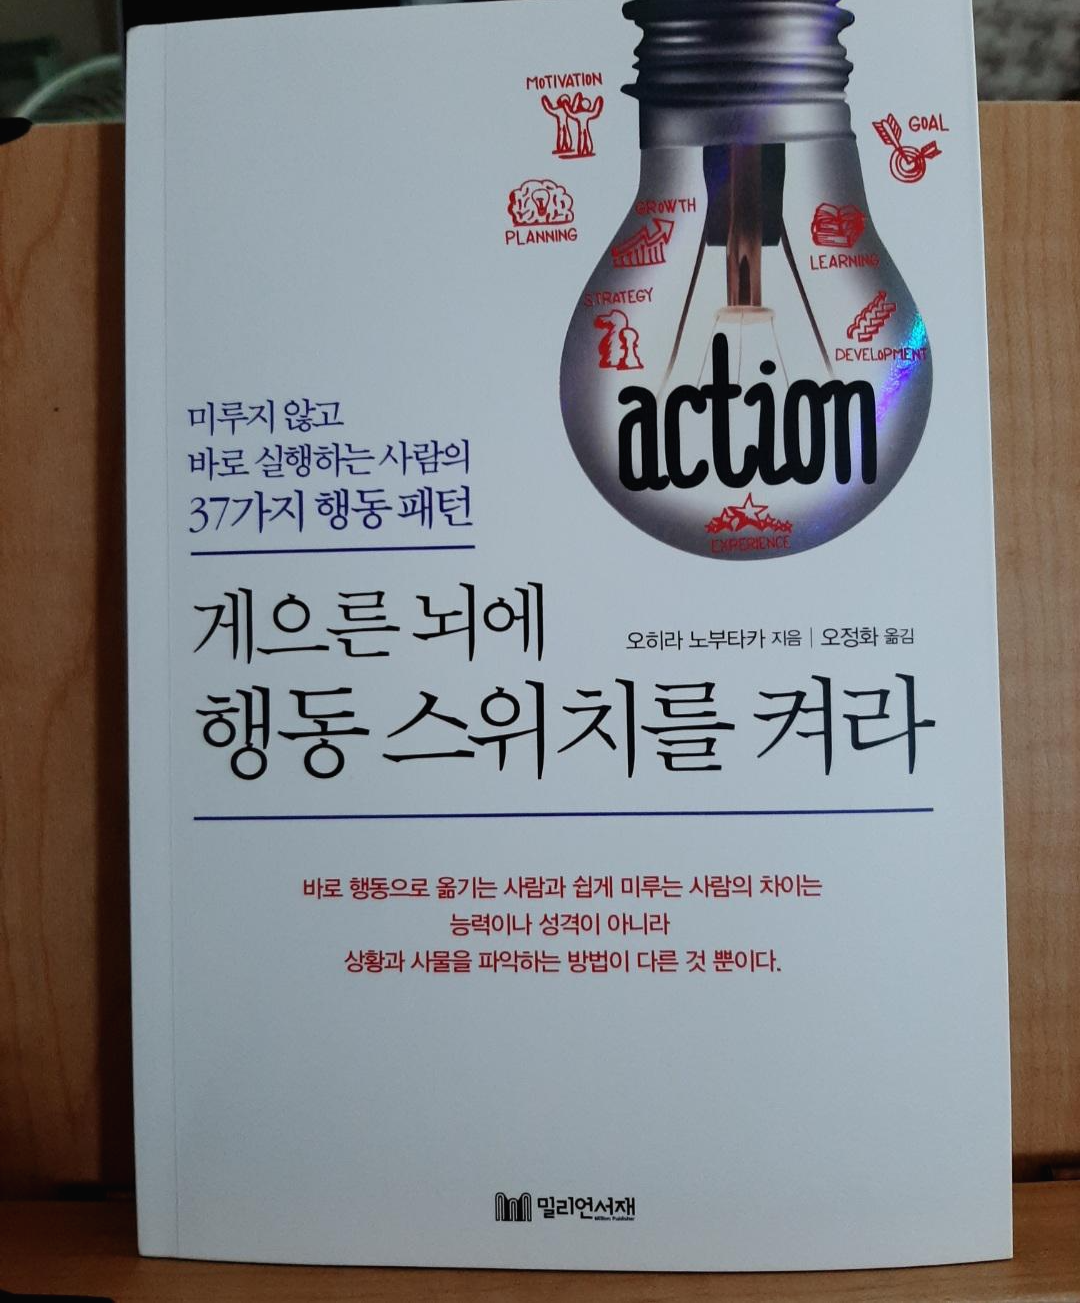 MOTIVATION
GOAL
PLANNING
GROWTH
LEARNING
STRATEGY
DEVELOPMENT
action
EXPERIENCE
미루지 않고
바로 실행하는 사람의
37가지 행동 패턴
게으른 뇌에
오히라 노부타카 지음 | 오정화 옮김
행동 스위치를 켜라
바로 행동으로 옮기는 사람과 쉽게 미루는 사람의 차이는
능력이나 성격이 아니라
상황과 사물을 파악하는 방법이 다른 것 뿐이다.
밀리언서재
Million Publisher